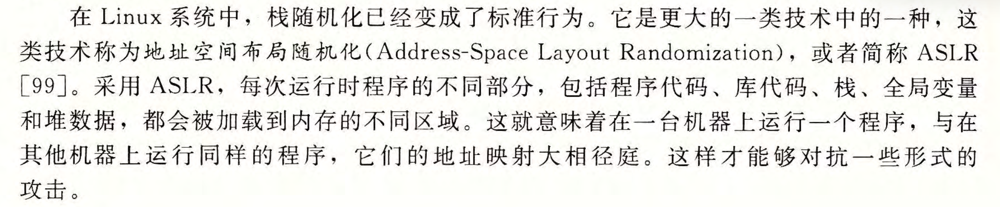 在 Linux 系统中，栈随机化已经变成了标准行为。它是更大的一类技术中的一种，这
类技术称为地址空间布局随机化(Address-Space Layout Randomization)，或者简称 ASLR
[99]。采用 ASLR，每次运行时程序的不同部分，包括程序代码、库代码、栈、全局变量
和堆数据，都会被加载到内存的不同区域。这就意味着在一台机器上运行一个程序，与在
其他机器上运行同样的程序，它们的地址映射大相径庭。这样才能够对抗一些形式的
攻击。